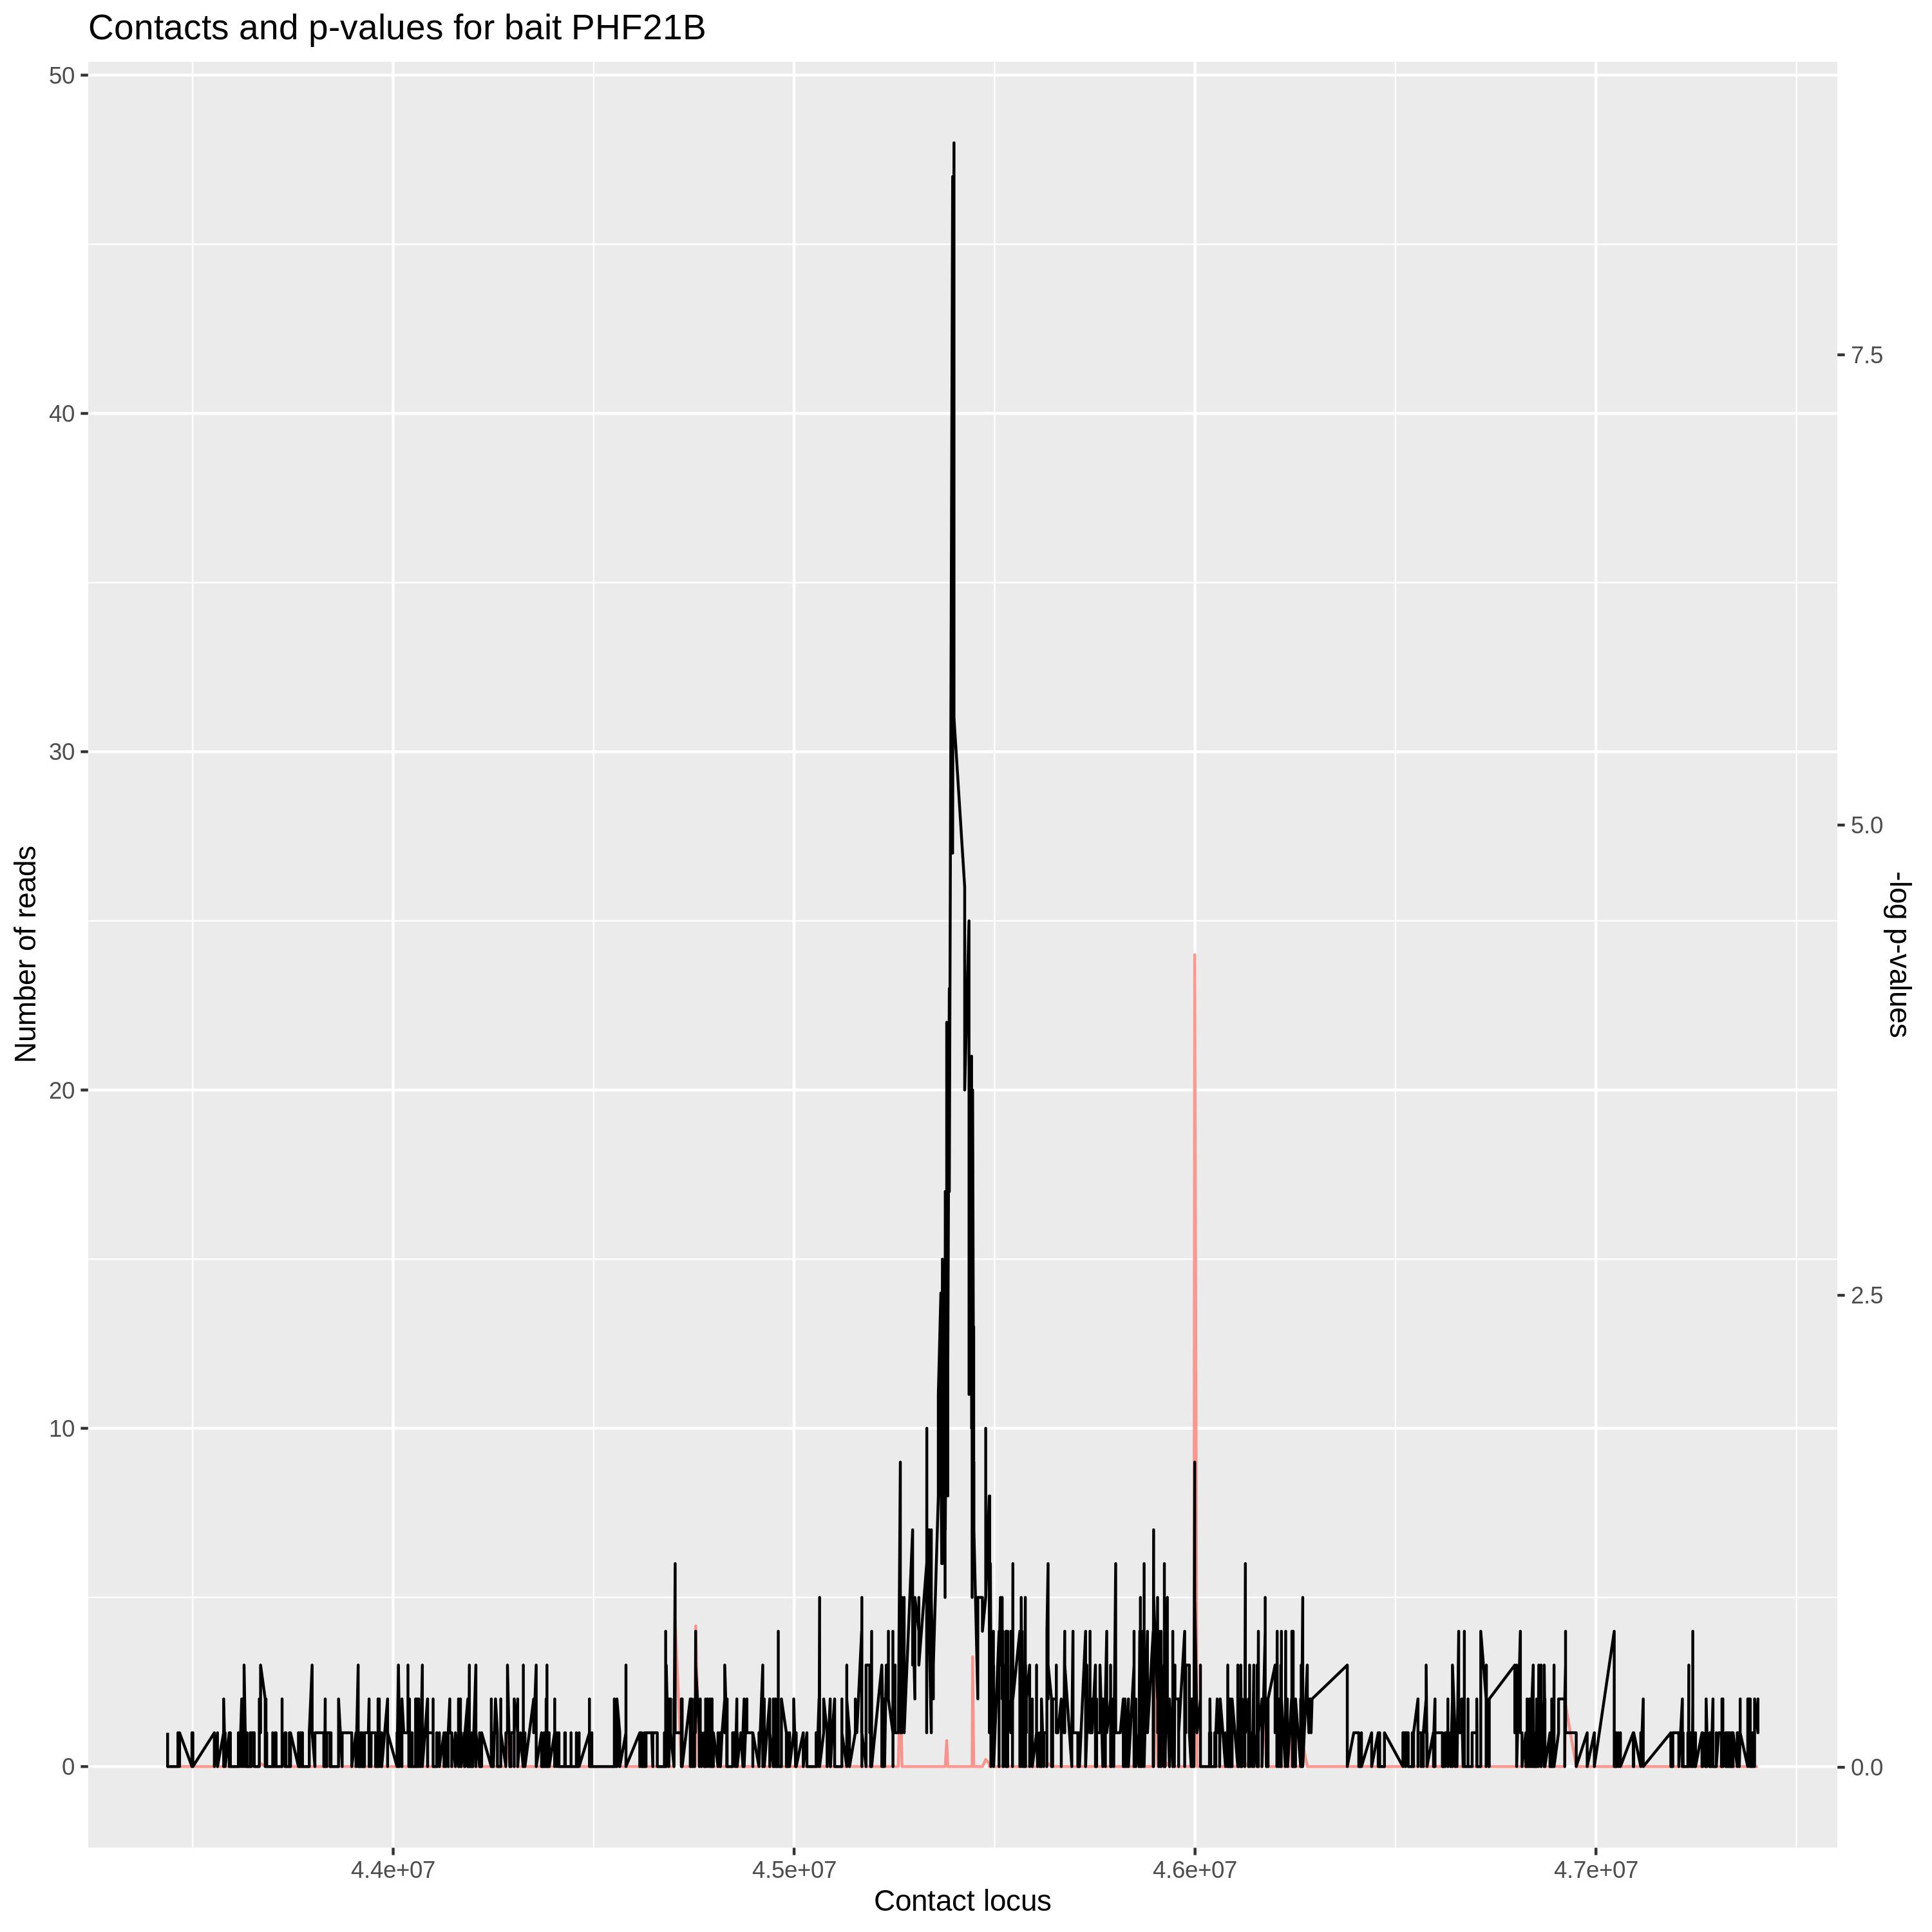 Contacts and p-values for bait PHF21B
50
40
30
20
10
0
Number of reads
7.5
5.0
2.5
0.0
-log p-values
4.4e+07 4.5e+07 4.6e+07 4.7e+07
Contact locus